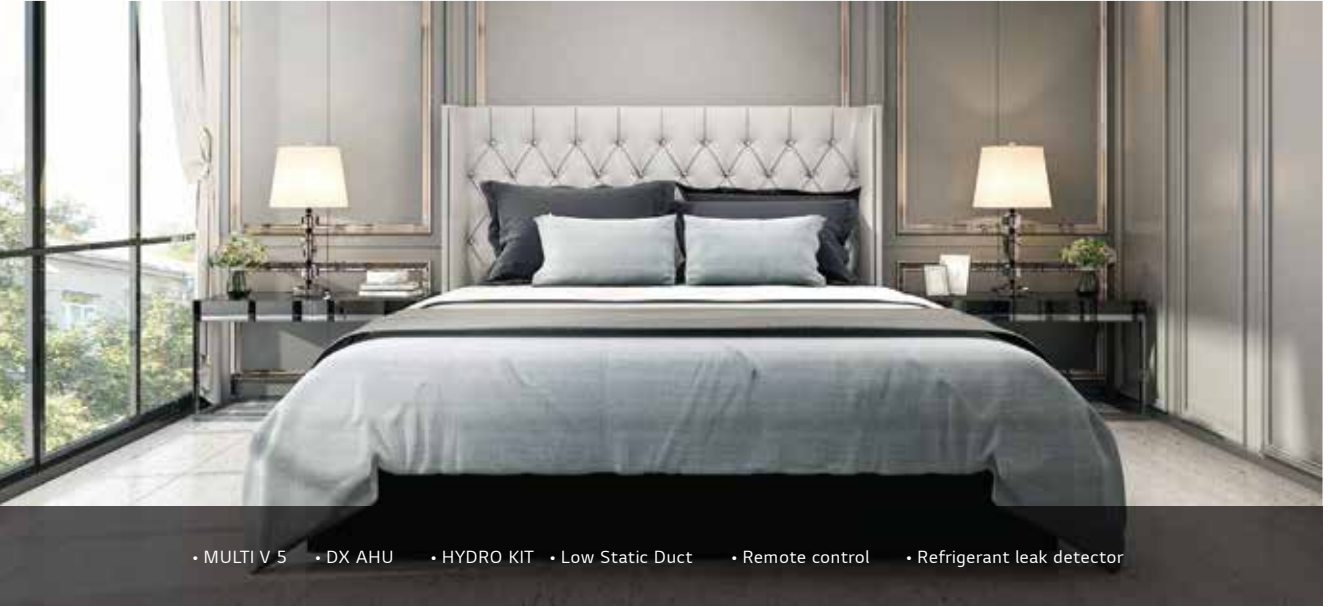 • MULTI V 5 • DX AHU • HYDRO KIT • Low Static Duct • Remote control • Refrigerant leak detector